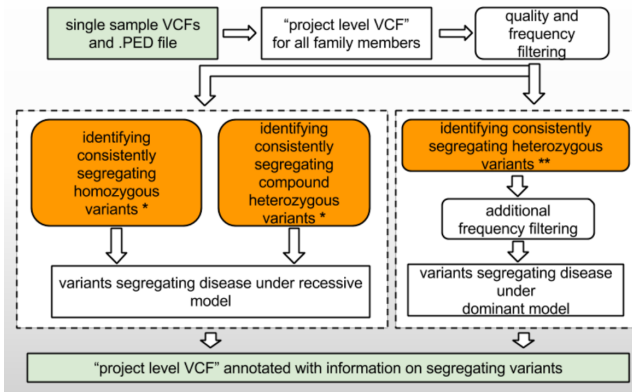 single sample VCFs
and .PED file
“project level VCF”
for all family members
quality and
frequency
filtering
identifying
consistently
segregating
homozygous
variants *
identifying
consistently
segregating
compound
heterozygous
variants *
identifying consistently
segregating heterozygous
variants **
additional
frequency filtering
variants segregating disease under recessive
model
variants segregating disease
under
dominant model
“project level VCF” annotated with information on segregating variants